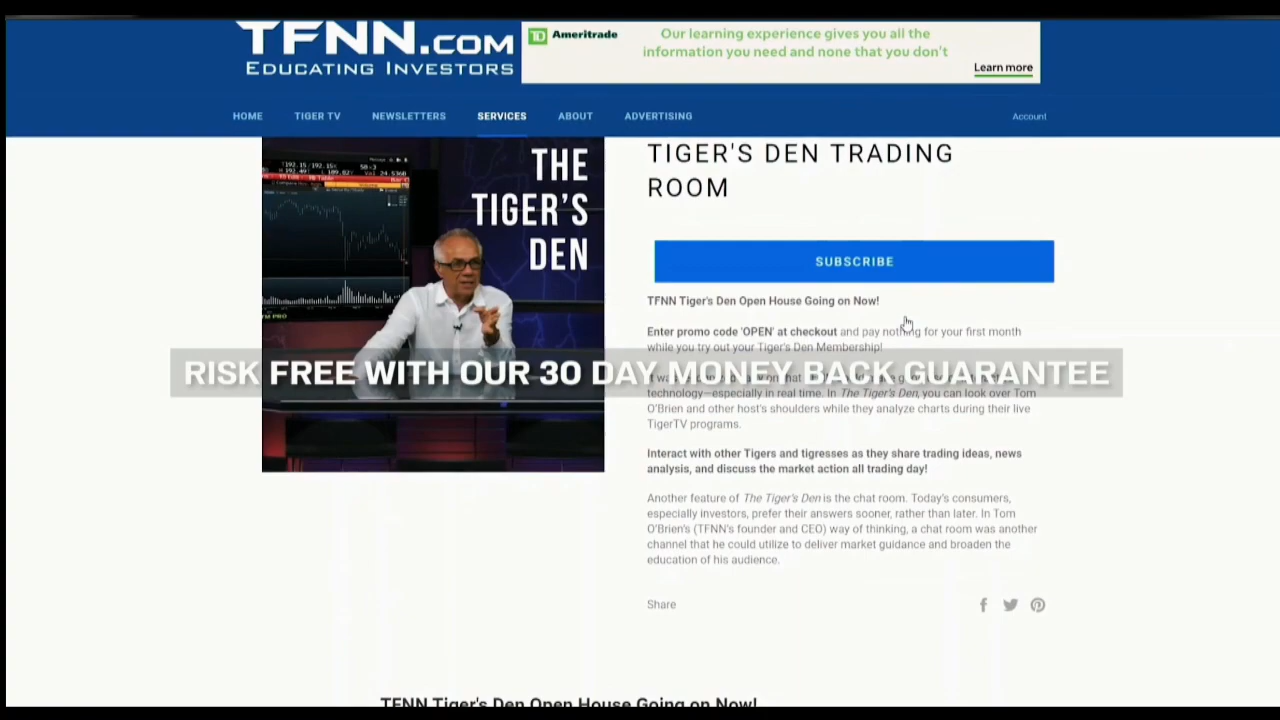 TFNN.COM
EDUCATING INVESTORS
TD Ameritrade
Our learning experience gives you all the
information you need and none that you don't
Learn more
HOME TIGER TV NEWSLETTERS SERVICES ABOUT ADVERTISING Account
THE
TIGER'S
DEN
TIGER'S DEN TRADING
ROOM
SUBSCRIBE
TFNN Tiger's Den Open House Going on Now!
Enter promo code 'OPEN' at checkout and pay nothing for your first month
while you try out your Tiger's Den Membership!
RISK FREE WITH OUR 30 DAY MONEY BACK GUARANTEE
technology—especially in real time. In The Tiger's Den, you can look over Tom
O'Brien and other host's shoulders while they analyze charts during their live
TigerTV programs.
Interact with other Tigers and tigresses as they share trading ideas, news
analysis, and discuss the market action all trading day!
Another feature of The Tiger's Den is the chat room. Today's consumers,
especially investors, prefer their answers sooner, rather than later. In Tom
O'Brien's (TFNN's founder and CEO) way of thinking, a chat room was another
channel that he could utilize to deliver market guidance and broaden the
education of his audience.
Share
TFNN Tiger's Den Open House Going on Now!